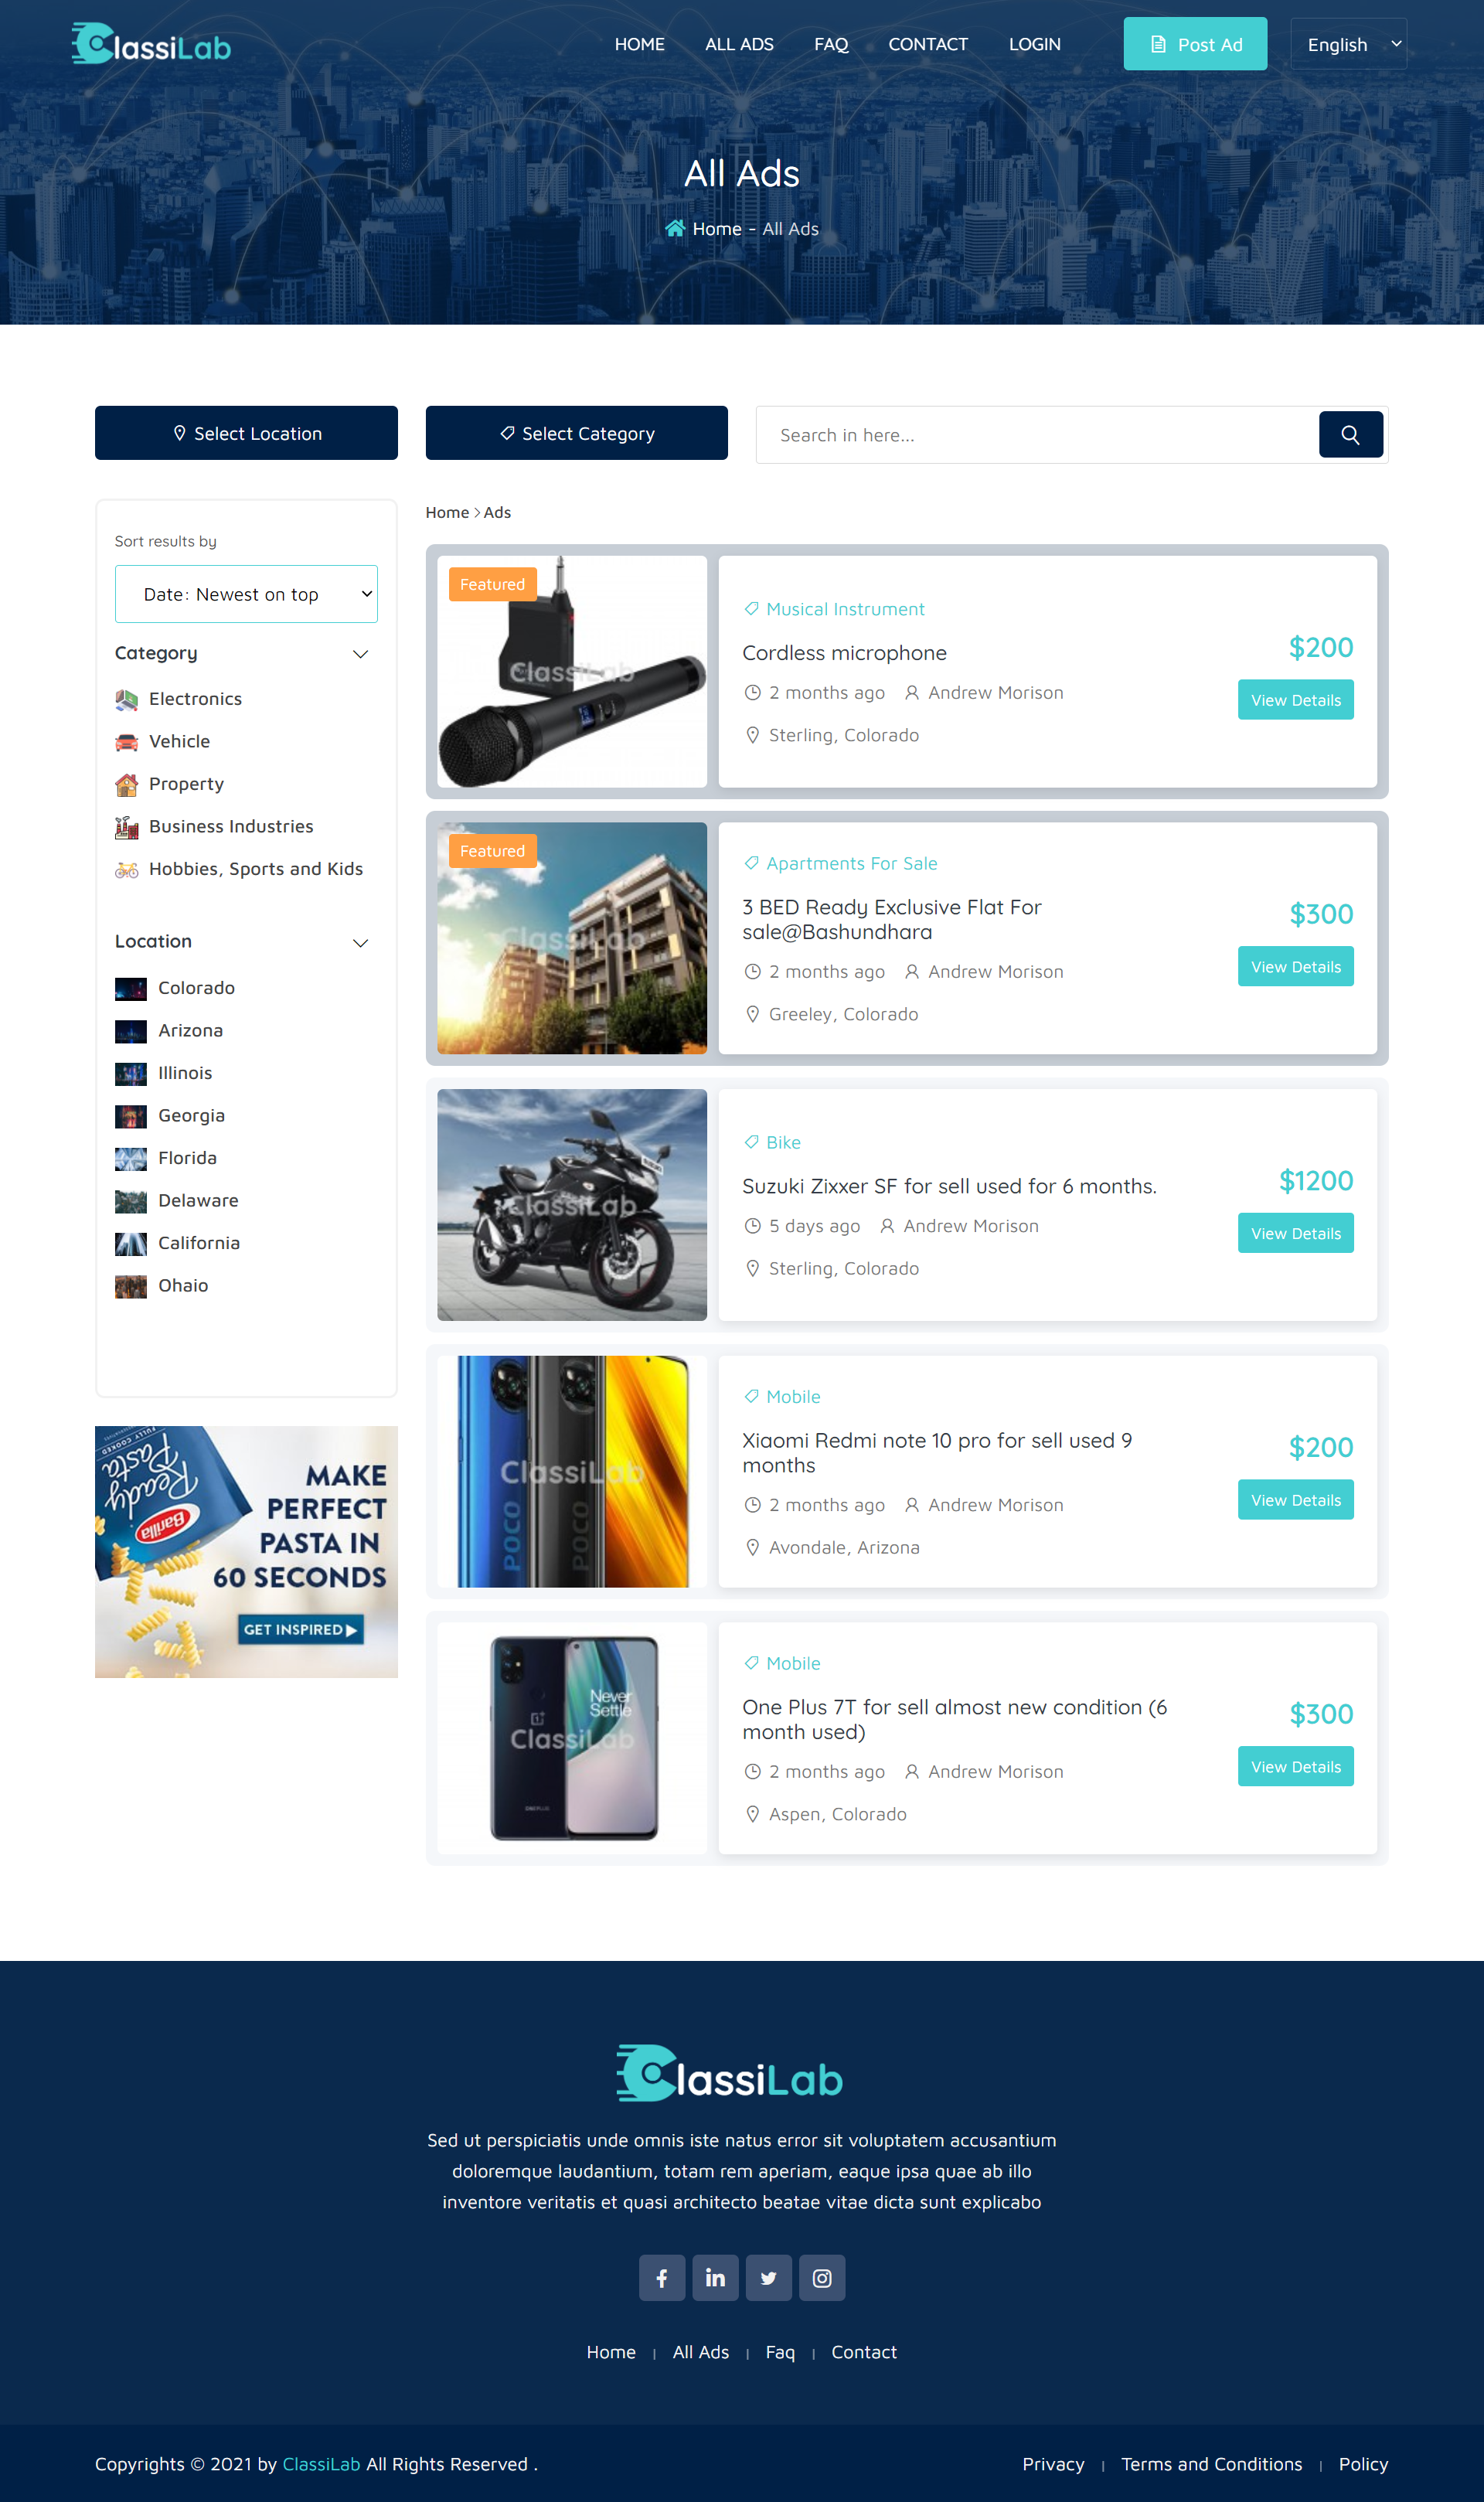 ClassiLab
HOME
ALL ADS
FAQ
CONTACT
LOGIN
Post Ad
English
All Ads
Home - All Ads
Select Location
Select Category
Search in here...
Sort results by
Date: Newest on top
Category
Electronics
Vehicle
Property
Business Industries
Hobbies, Sports and Kids
Location
Colorado
Arizona
Illinois
Georgia
Florida
Delaware
California
Ohaio
FULLY COOKED
Ready
Pasta
Barilla
MAKE
PERFECT
PASTA IN
60 SECONDS
GET INSPIRED
Home > Ads
Featured
ClassiLab
Musical Instrument
Cordless microphone
2 months ago
Andrew Morison
Sterling, Colorado
$200
View Details
Featured
ClassiLab
Apartments For Sale
3 BED Ready Exclusive Flat For
sale@Bashundhara
2 months ago
Andrew Morison
Greeley, Colorado
$300
View Details
ClassiLab
Bike
Suzuki Zixxer SF for sell used for 6 months.
5 days ago
Andrew Morison
Sterling, Colorado
$1200
View Details
ClassiLab
POCO
POCO
Mobile
Xiaomi Redmi note 10 pro for sell used 9
months
2 months ago
Andrew Morison
Avondale, Arizona
$200
View Details
Never
Settle
ClassiLab
ONEPLUS
Mobile
One Plus 7T for sell almost new condition (6
month used)
2 months ago
Andrew Morison
Aspen, Colorado
$300
View Details
ClassiLab
Sed ut perspiciatis unde omnis iste natus error sit voluptatem accusantium
doloremque laudantium, totam rem aperiam, eaque ipsa quae ab illo
inventore veritatis et quasi architecto beatae vitae dicta sunt explicabo
Home | All Ads | Faq | Contact
Copyrights © 2021 by ClassiLab All Rights Reserved .
Privacy | Terms and Conditions | Policy